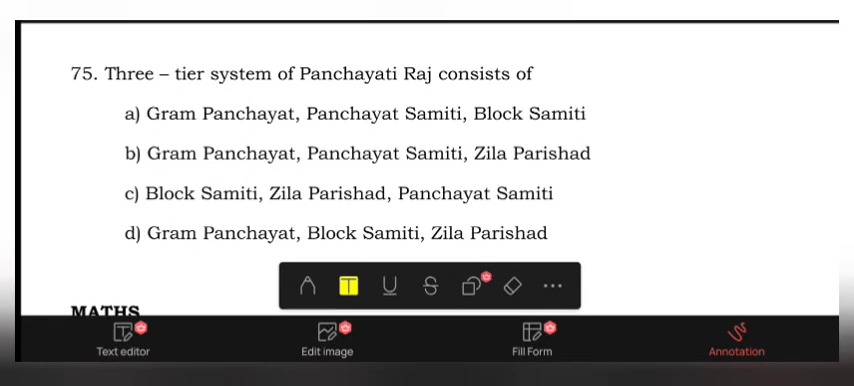 75. Three – tier system of Panchayati Raj consists of
a) Gram Panchayat, Panchayat Samiti, Block Samiti
b) Gram Panchayat, Panchayat Samiti, Zila Parishad
c) Block Samiti, Zila Parishad, Panchayat Samiti
d) Gram Panchayat, Block Samiti, Zila Parishad
MATHS
Text editor Edit image Fill Form Annotation